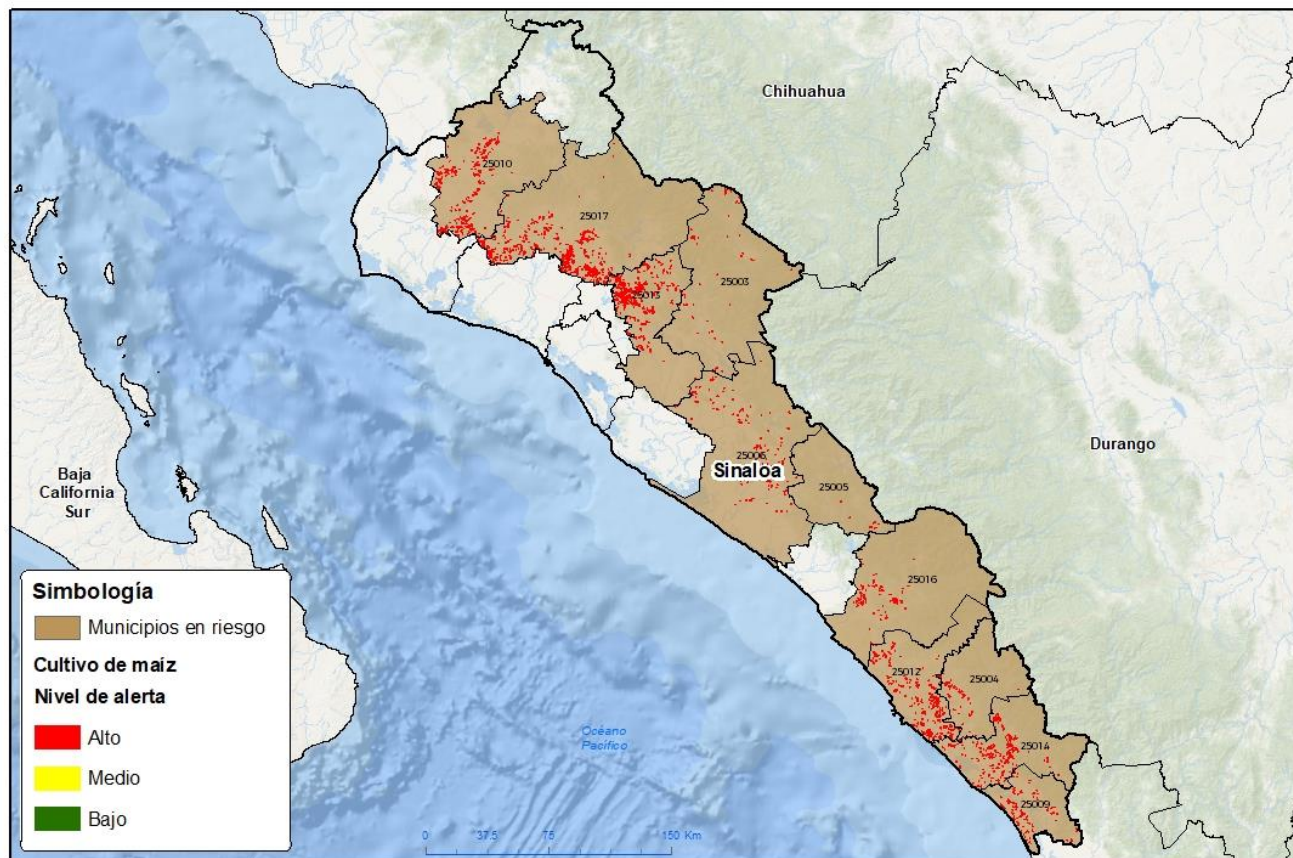 Chihuahua
25010
25017
25003
25013
25006
Sinaloa
25005
Durango
Baja
California
Sur
25016
25012
25004
25014
25009
Océano
Pacífico
Simbología
Municipios en riesgo
Cultivo de maíz
Nivel de alerta
Alto
Medio
Bajo
0 37.5 75 150 Km